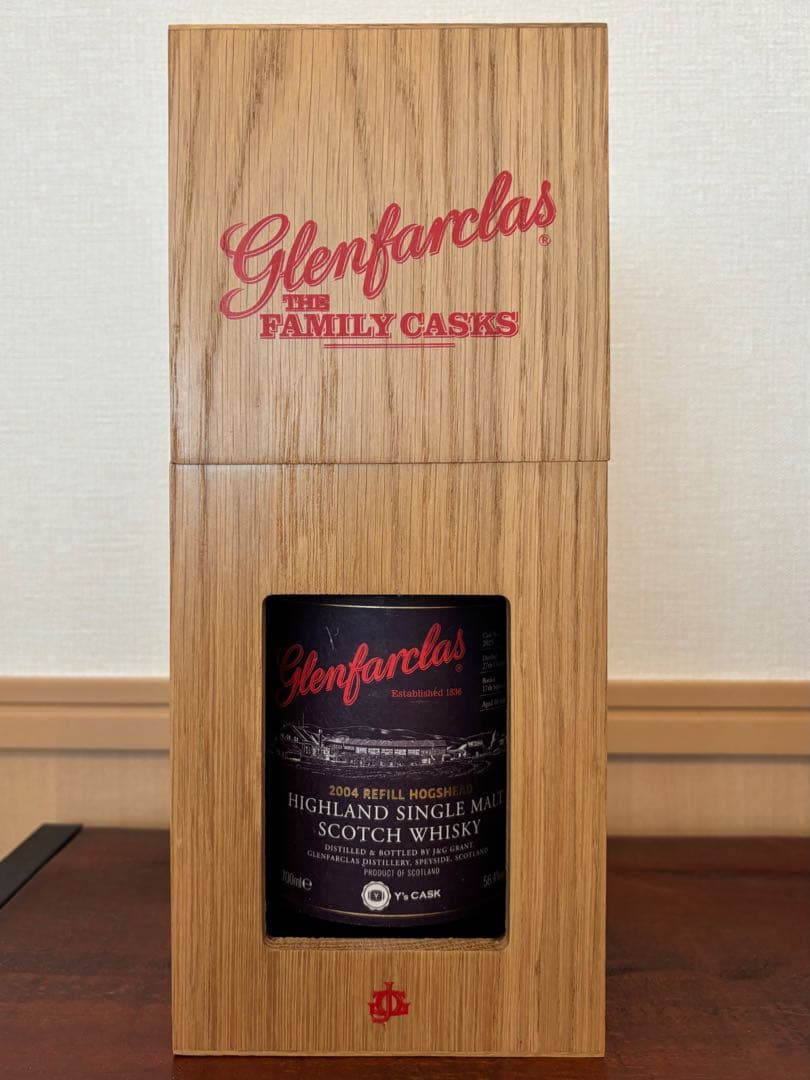 Glenfarclas®
THE
FAMILY CASKS
Glenfarclas®
Established 1836
2004 REFILL HOGSHEAD
HIGHLAND SINGLE MALT
SCOTCH WHISKY
DISTILLED & BOTTLED BY J&G GRANT
GLENFARCLAS DISTILLERY, SPEYSIDE, SCOTLAND
PRODUCT OF SCOTLAND
700ml e
Y
Y's CASK